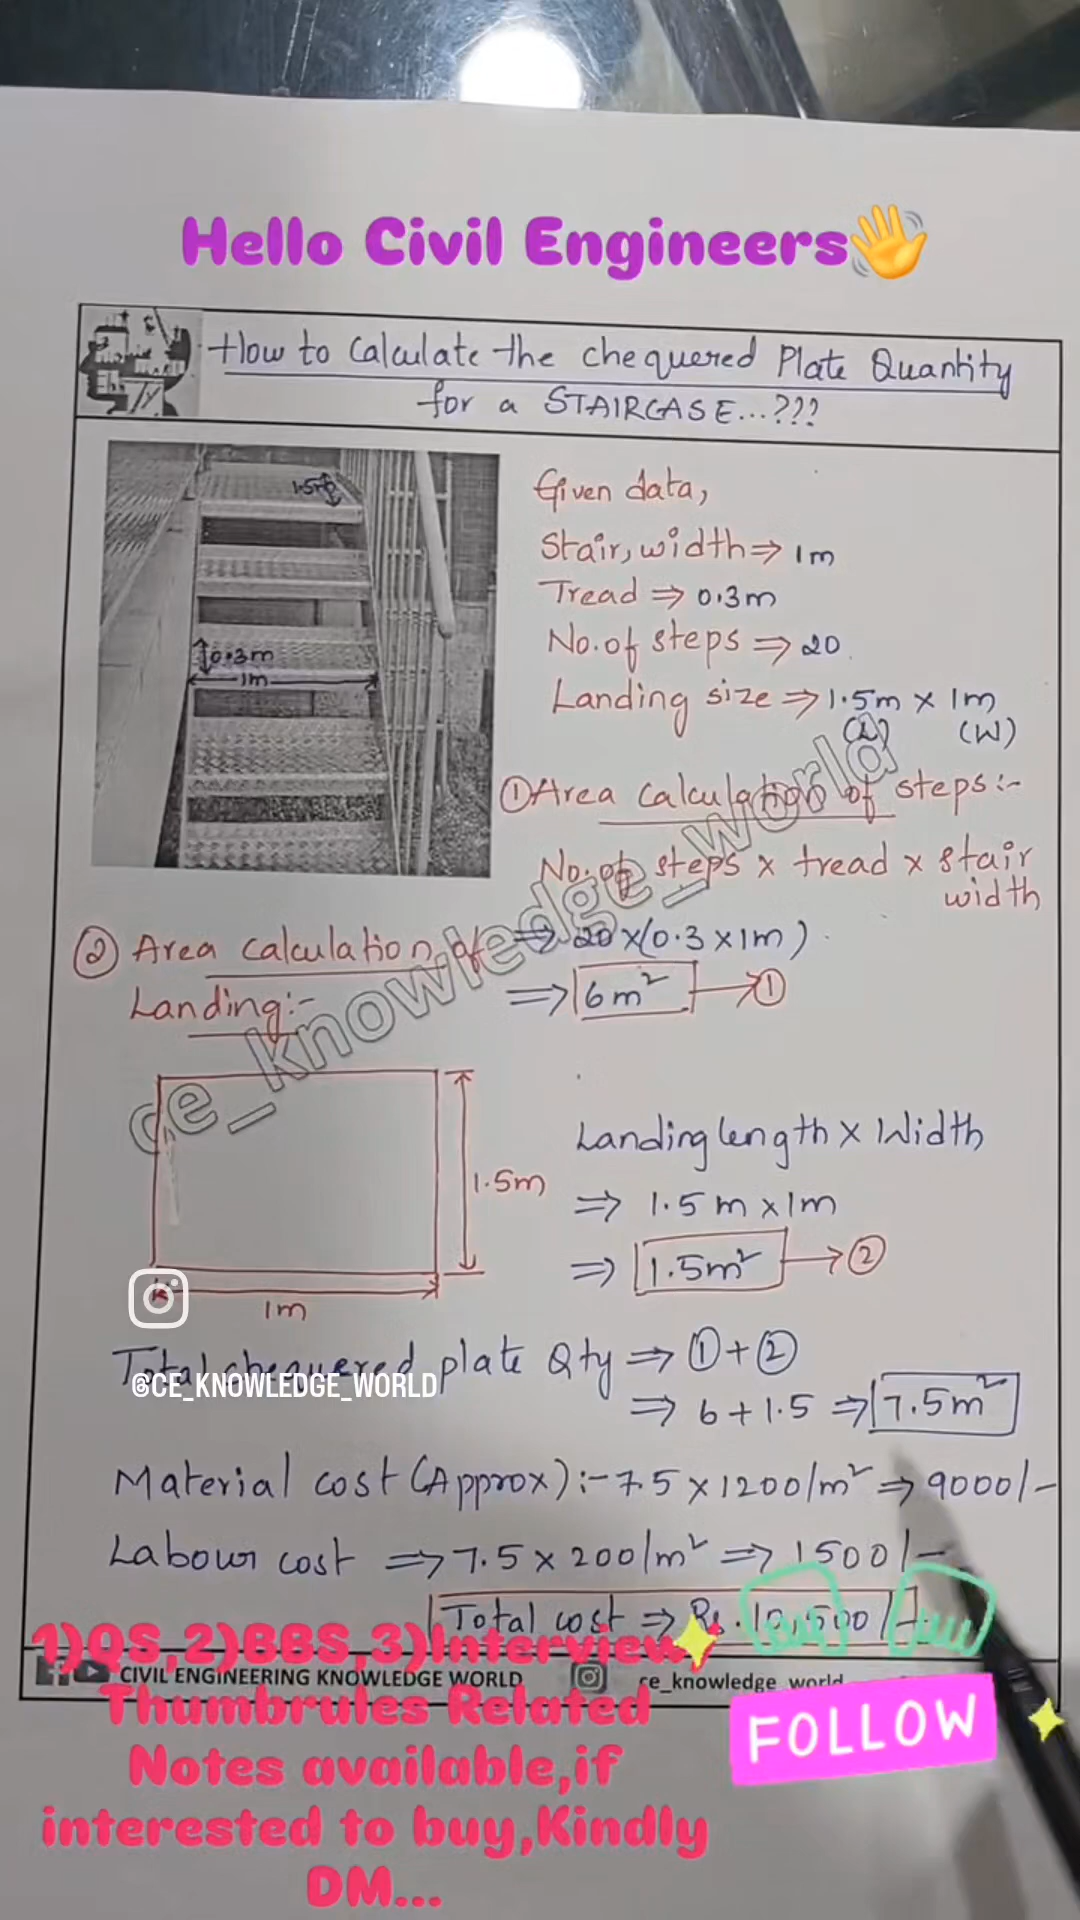 Hello Civil Engineers👋
How to Calculate the chequered Plate Quantity
for a STAIRCASE...???
1.5m
0.3m
1m
Given data,
Stair, width ⇒ 1m
Tread ⇒ 0.3m
No. of steps ⇒ 20
Landing size ⇒ 1.5m x 1m
(L) (W)
① Area calculation of steps:-
No. of steps x tread x stair
width
⇒ 20 x (0.3 x 1m)
⇒ 6m² → ①
② Area calculation of
Landing:-
ce_knowledge_world
1.5m
1m
Landing length x Width
⇒ 1.5 m x 1m
⇒ 1.5m² → ②
Total chequered plate Qty ⇒ ① + ②
@CE_KNOWLEDGE_WORLD
⇒ 6 + 1.5 ⇒ 7.5m²
Material cost (Approx) :- 7.5 x 1200/m² ⇒ 9000/-
Labour cost ⇒ 7.5 x 200/m² ⇒ 1500/-
Total cost ⇒ Rs. 10,500/-
1)QS,2)BBS,3)Interview
CIVIL ENGINEERING KNOWLEDGE WORLD ce_knowledge_world
Thumbrules Related
Notes available,if
interested to buy,Kindly
DM...
FOLLOW